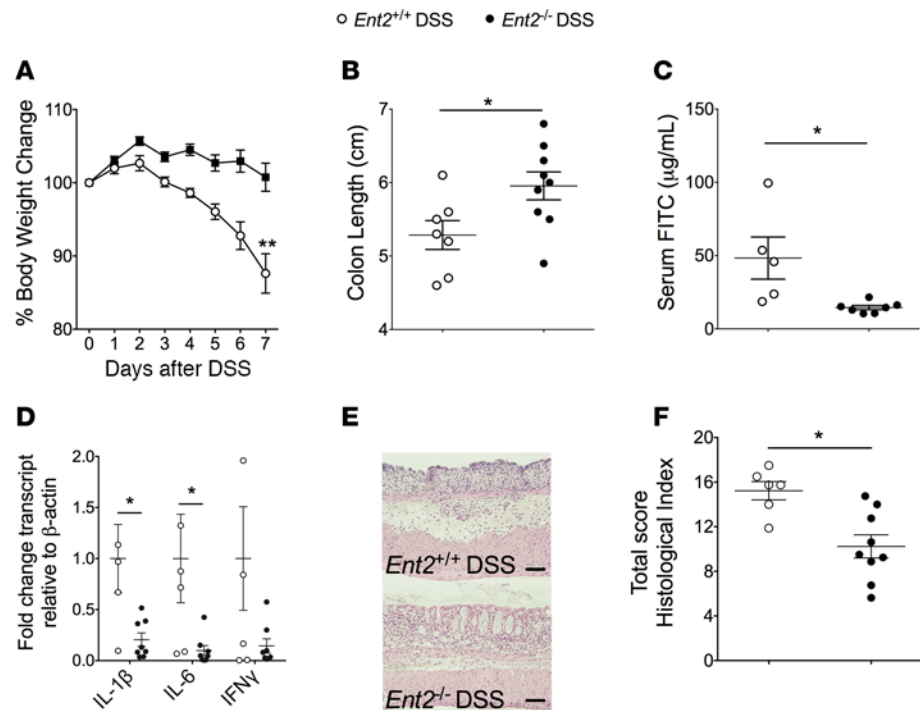 ○ Ent2+/+ DSS ● Ent2-/- DSS
A
% Body Weight Change
110
100
90
80
0 1 2 3 4 5 6 7
**
Days after DSS
B
Colon Length (cm)
*
7
6
5
4
C
Serum FITC (μg/mL)
*
150
100
50
0
D
Fold change transcript
relative to β-actin
2.0
1.5
1.0
0.5
0.0
* *
IL-1β IL-6 IFNγ
E
Ent2+/+ DSS
Ent2-/- DSS
F
Total score
Histological Index
*
20
16
12
8
4
0